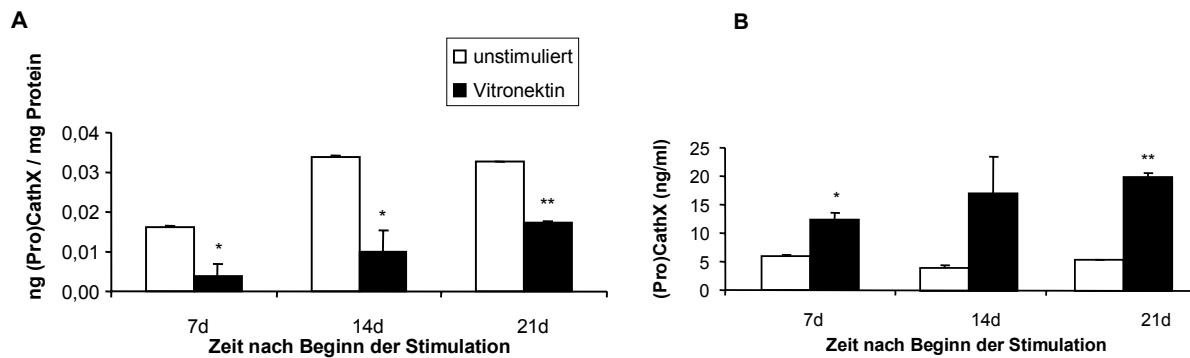 A
unstimuliert
Vitronektin
ng (Pro)CathX / mg Protein
0,04
0,03
0,02
0,01
0,00
*
*
**
7d
14d
21d
Zeit nach Beginn der Stimulation
B
(Pro)CathX (ng/ml)
25
20
15
10
5
0
*
**
7d
14d
21d
Zeit nach Beginn der Stimulation